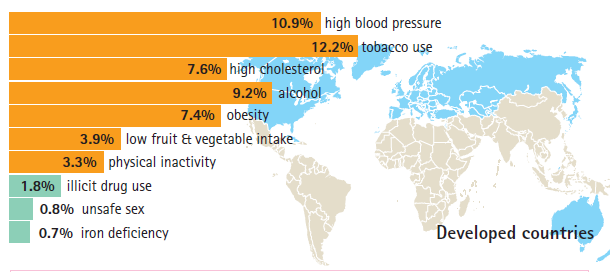 10.9% high blood pressure
12.2% tobacco use
7.6% high cholesterol
9.2% alcohol
7.4% obesity
3.9% low fruit & vegetable intake
3.3% physical inactivity
1.8% illicit drug use
0.8% unsafe sex
0.7% iron deficiency
Developed countries